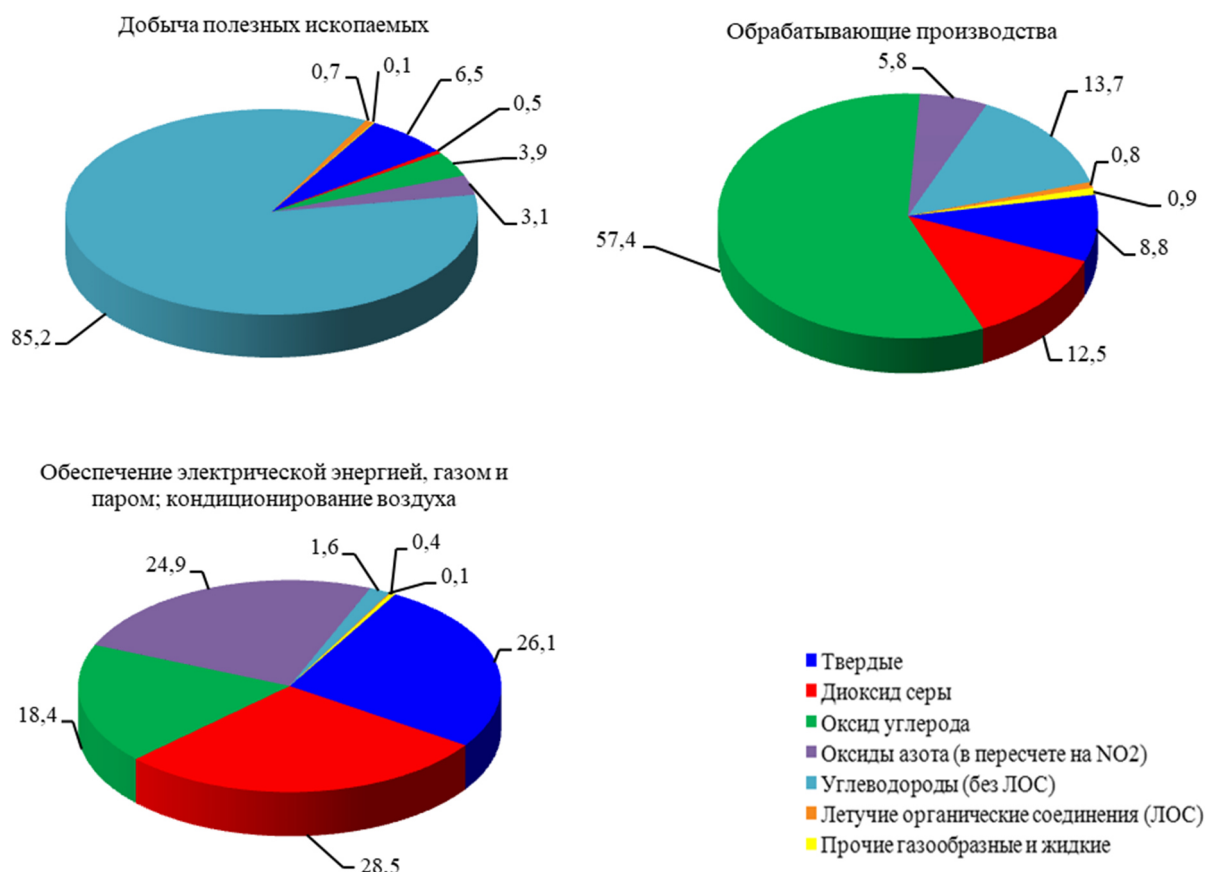 Добыча полезных ископаемых
0,7
0,1
6,5
0,5
3,9
3,1
85,2
Обрабатывающие производства
5,8
13,7
0,8
0,9
8,8
12,5
57,4
Обеспечение электрической энергией, газом и
паром; кондиционирование воздуха
24,9
1,6
0,4
0,1
26,1
18,4
28,5
Твердые
Диоксид серы
Оксид углерода
Оксиды азота (в пересчете на NO2)
Углеводороды (без ЛОС)
Летучие органические соединения (ЛОС)
Прочие газообразные и жидкие